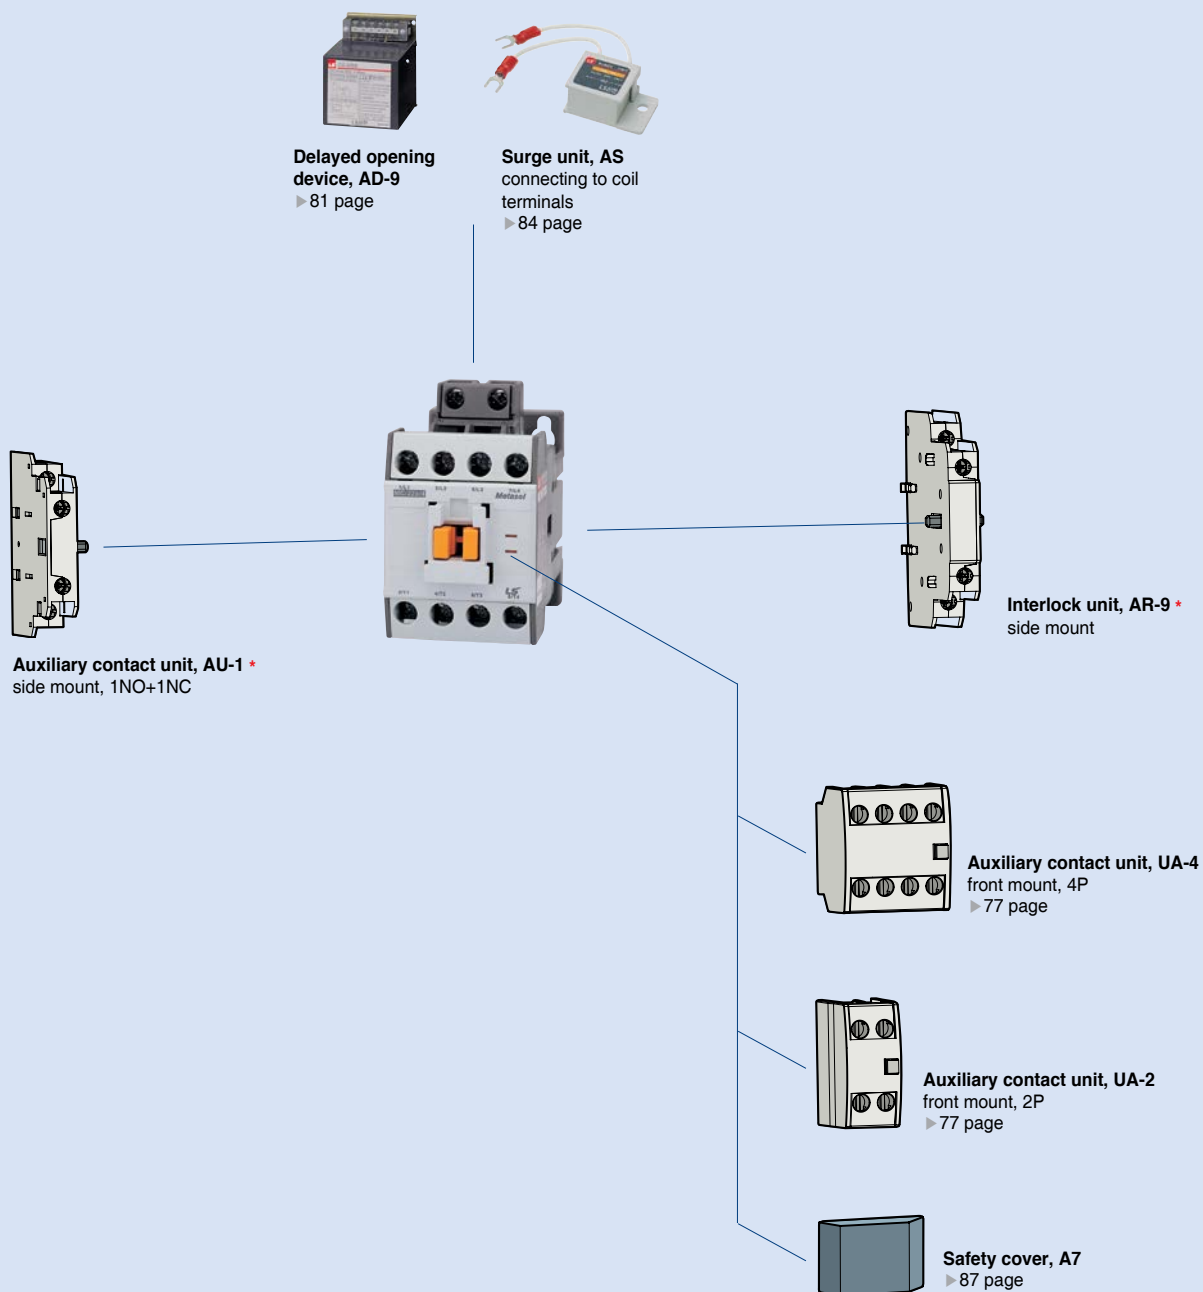 Delayed opening
device, AD-9
▶81 page
Surge unit, AS
connecting to coil
terminals
▶84 page
Metasol
LS
Interlock unit, AR-9 *
side mount
Auxiliary contact unit, AU-1 *
side mount, 1NO+1NC
Auxiliary contact unit, UA-4
front mount, 4P
▶77 page
Auxiliary contact unit, UA-2
front mount, 2P
▶77 page
Safety cover, A7
▶87 page